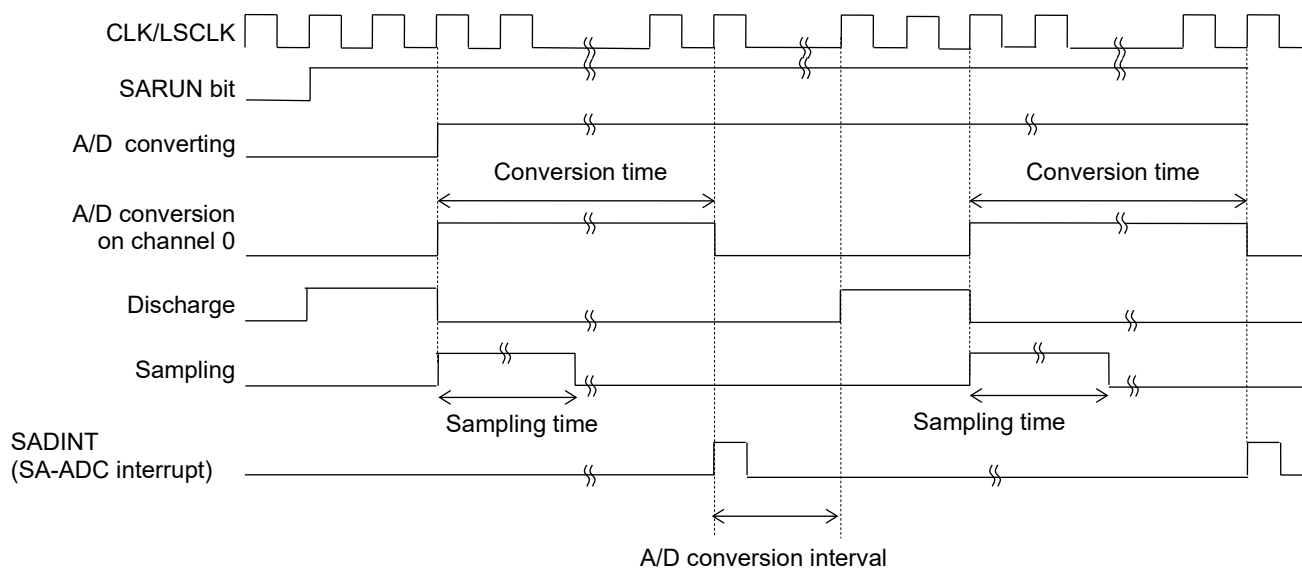 CLK/LSCLK
SARUN bit
A/D converting
Conversion time
Conversion time
A/D conversion
on channel 0
Discharge
Sampling
Sampling time
Sampling time
SADINT
(SA-ADC interrupt)
A/D conversion interval